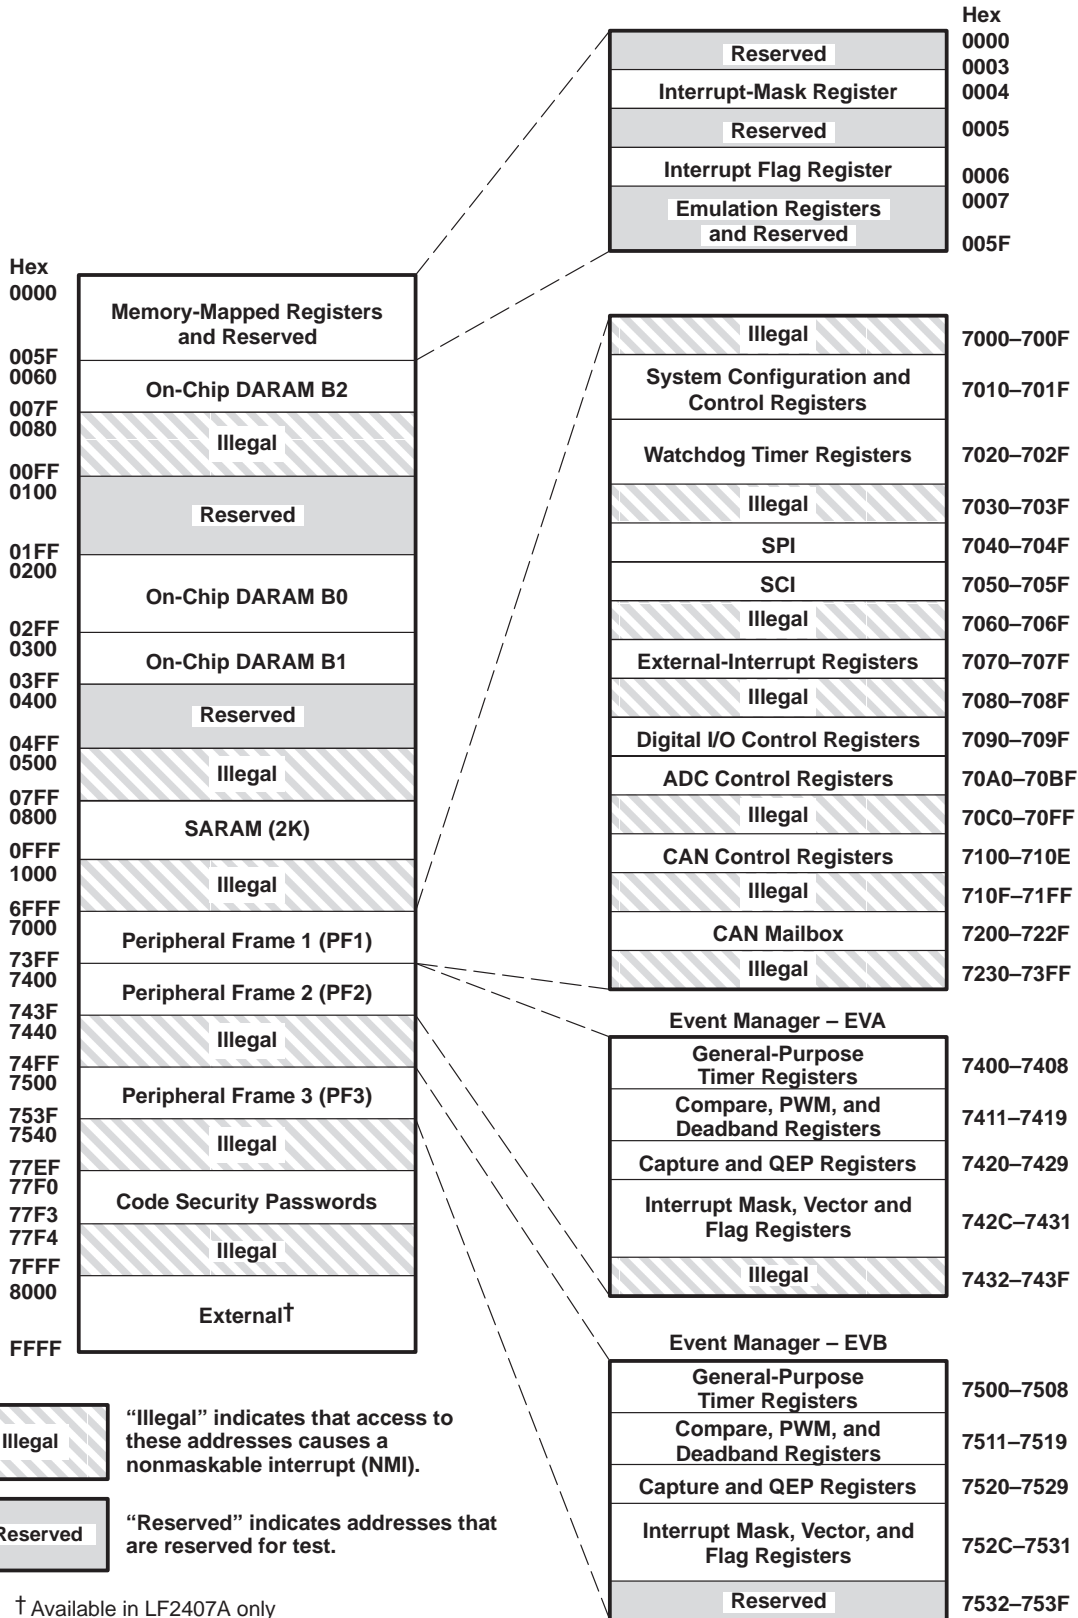 Hex
0000
Memory-Mapped Registers
and Reserved
005F
0060
On-Chip DARAM B2
007F
0080
Illegal
00FF
0100
Reserved
01FF
0200
On-Chip DARAM B0
02FF
0300
On-Chip DARAM B1
03FF
0400
Reserved
04FF
0500
Illegal
07FF
0800
SARAM (2K)
0FFF
1000
Illegal
6FFF
7000
Peripheral Frame 1 (PF1)
73FF
7400
Peripheral Frame 2 (PF2)
743F
7440
Illegal
74FF
7500
Peripheral Frame 3 (PF3)
753F
7540
Illegal
77EF
77F0
Code Security Passwords
77F3
77F4
Illegal
7FFF
8000
External†
FFFF
Hex
Reserved
0000
0003
Interrupt-Mask Register
0004
Reserved
0005
Interrupt Flag Register
0006
0007
Emulation Registers
and Reserved
005F
Illegal
7000–700F
System Configuration and
Control Registers
7010–701F
Watchdog Timer Registers
7020–702F
Illegal
7030–703F
SPI
7040–704F
SCI
7050–705F
Illegal
7060–706F
External-Interrupt Registers
7070–707F
Illegal
7080–708F
Digital I/O Control Registers
7090–709F
ADC Control Registers
70A0–70BF
Illegal
70C0–70FF
CAN Control Registers
7100–710E
Illegal
710F–71FF
CAN Mailbox
7200–722F
Illegal
7230–73FF
Event Manager – EVA
General-Purpose
Timer Registers
7400–7408
Compare, PWM, and
Deadband Registers
7411–7419
Capture and QEP Registers
7420–7429
Interrupt Mask, Vector and
Flag Registers
742C–7431
Illegal
7432–743F
Event Manager – EVB
General-Purpose
Timer Registers
7500–7508
Compare, PWM, and
Deadband Registers
7511–7519
Capture and QEP Registers
7520–7529
Interrupt Mask, Vector, and
Flag Registers
752C–7531
Reserved
7532–753F
Illegal
“Illegal” indicates that access to
these addresses causes a
nonmaskable interrupt (NMI).
Reserved
“Reserved” indicates addresses that
are reserved for test.
† Available in LF2407A only